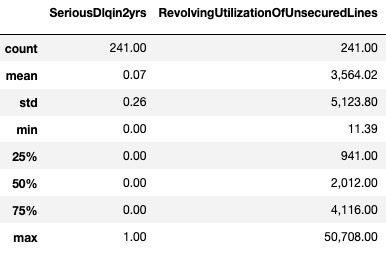 SeriousDlqin2yrs RevolvingUtilizationOfUnsecuredLines
count 241.00 241.00
mean 0.07 3,564.02
std 0.26 5,123.80
min 0.00 11.39
25% 0.00 941.00
50% 0.00 2,012.00
75% 0.00 4,116.00
max 1.00 50,708.00